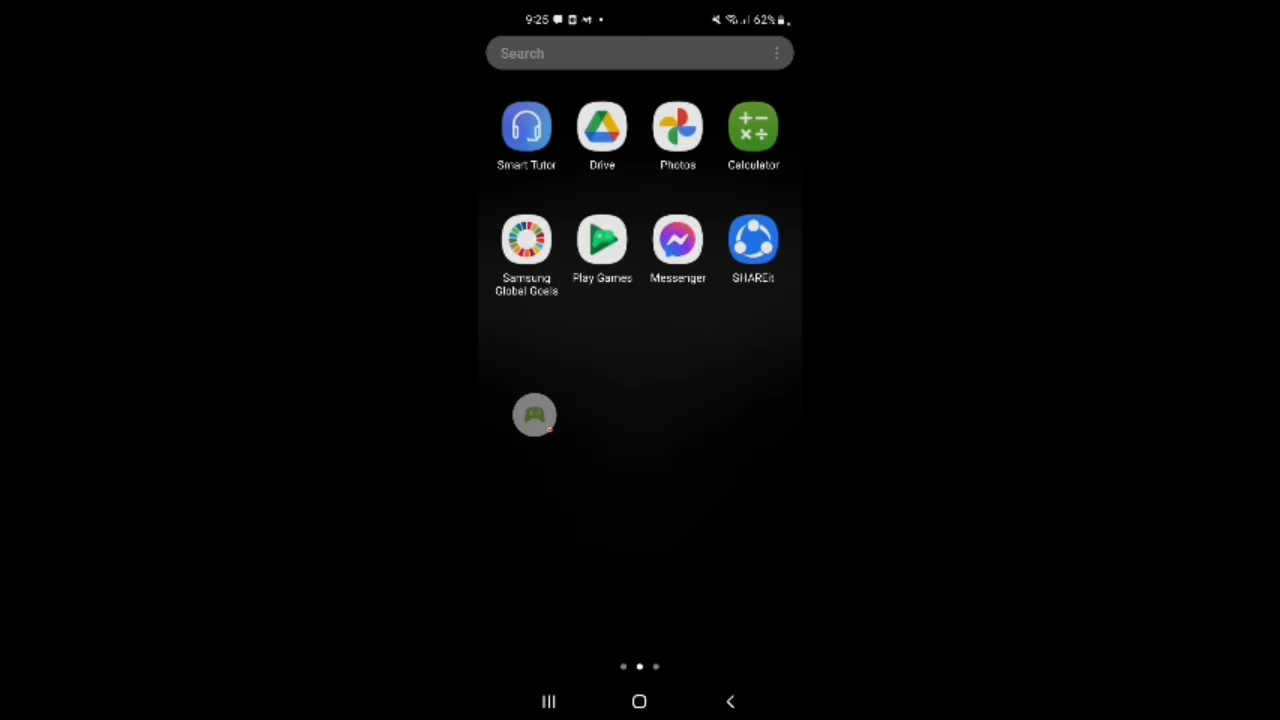 9:25 62%
Search
Smart Tutor Drive Photos Calculator
Samsung Play Games Messenger SHAREit
Global Goals